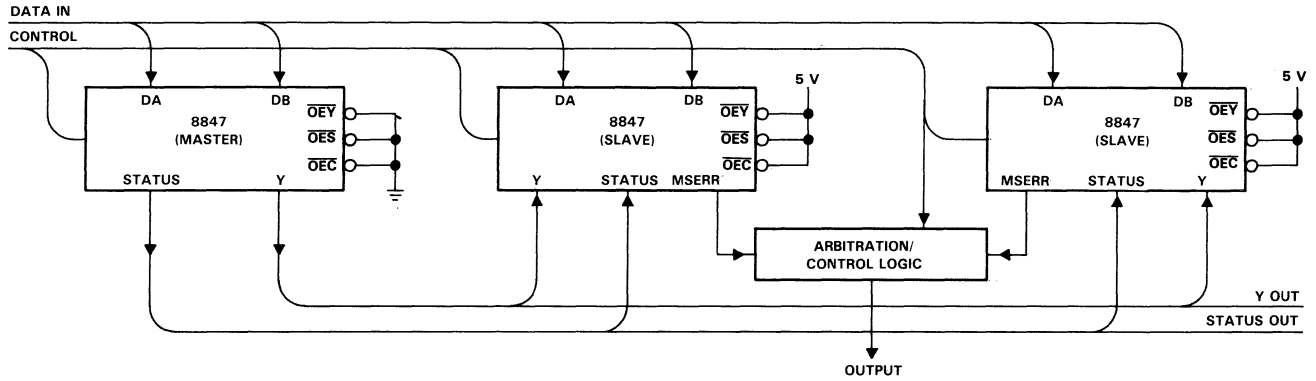 DATA IN
CONTROL
DA DB
8847
(MASTER)
OEY
OES
OEC
STATUS Y
DA DB
8847
(SLAVE)
OEY
OES
OEC
5 V
Y STATUS MSERR
DA DB
8847
(SLAVE)
OEY
OES
OEC
5 V
MSERR STATUS Y
ARBITRATION/
CONTROL LOGIC
Y OUT
STATUS OUT
OUTPUT